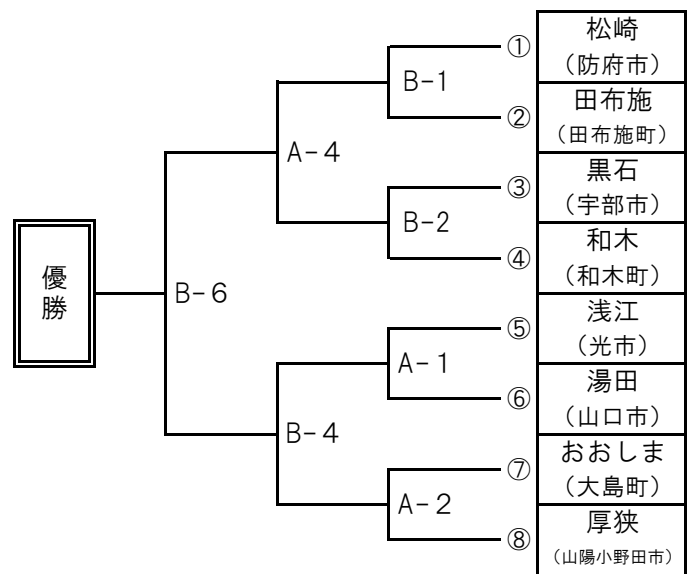 ① 松崎
（防府市）
B-1
② 田布施
（田布施町）
A-4
③ 黒石
（宇部市）
B-2
④ 和木
（和木町）
優勝
B-6
⑤ 浅江
（光市）
A-1
⑥ 湯田
（山口市）
B-4
⑦ おおしま
（大島町）
A-2
⑧ 厚狭
（山陽小野田市）